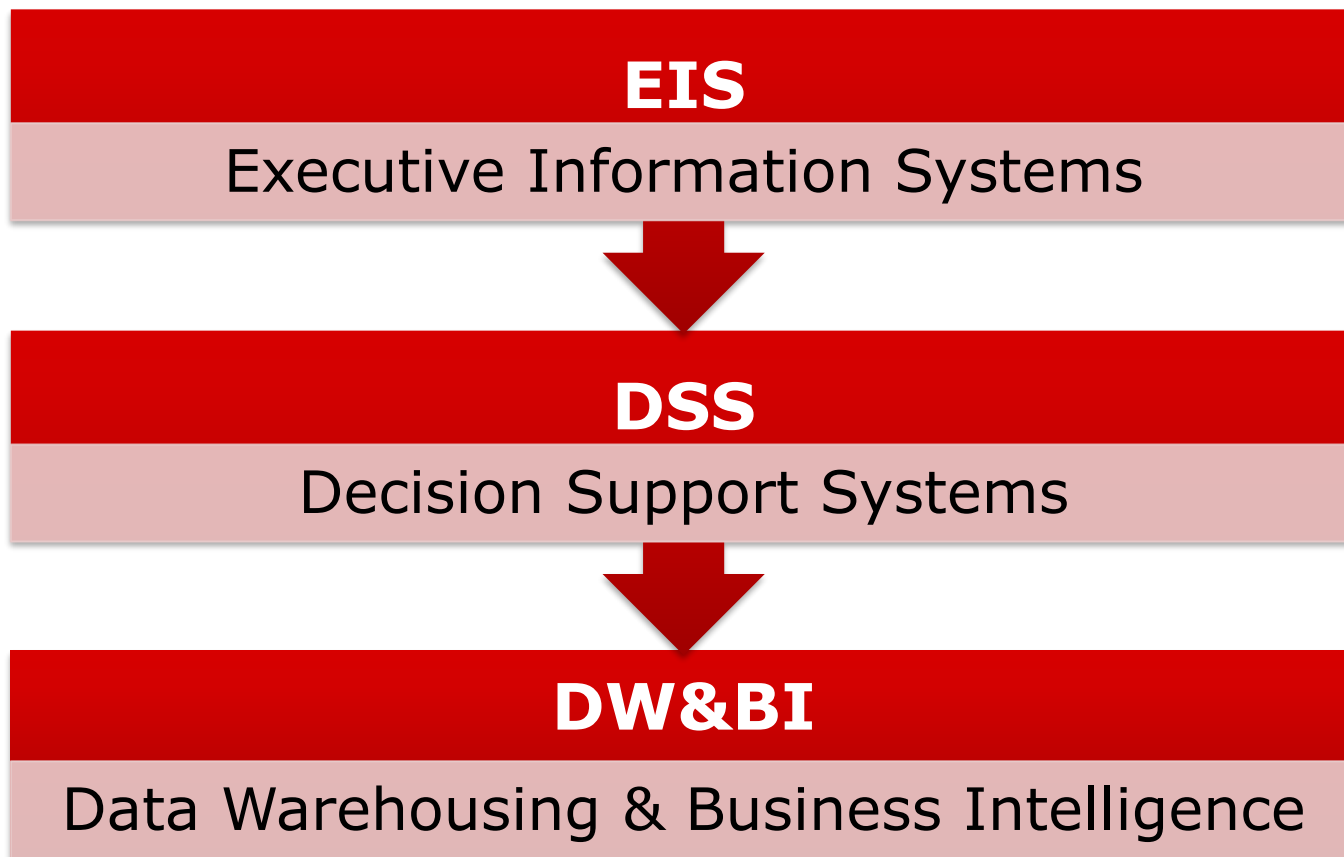 EIS
Executive Information Systems
DSS
Decision Support Systems
DW&BI
Data Warehousing & Business Intelligence